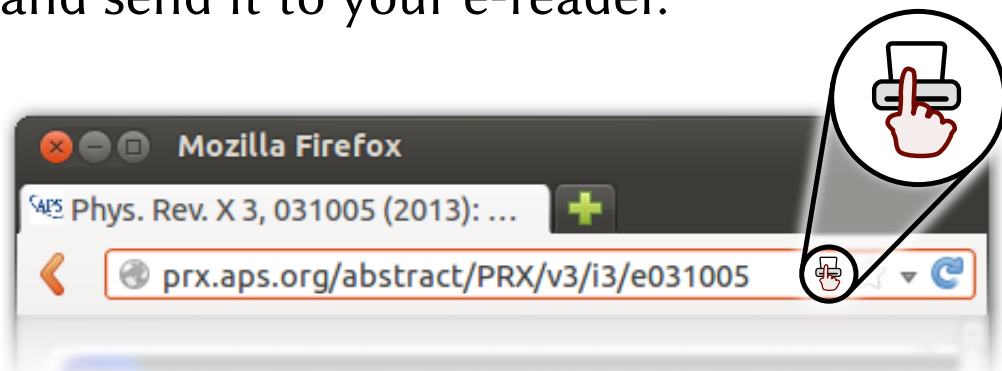 and send it to your e-reader.
Mozilla Firefox
APS Phys. Rev. X 3, 031005 (2013): ...
prx.aps.org/abstract/PRX/v3/i3/e031005